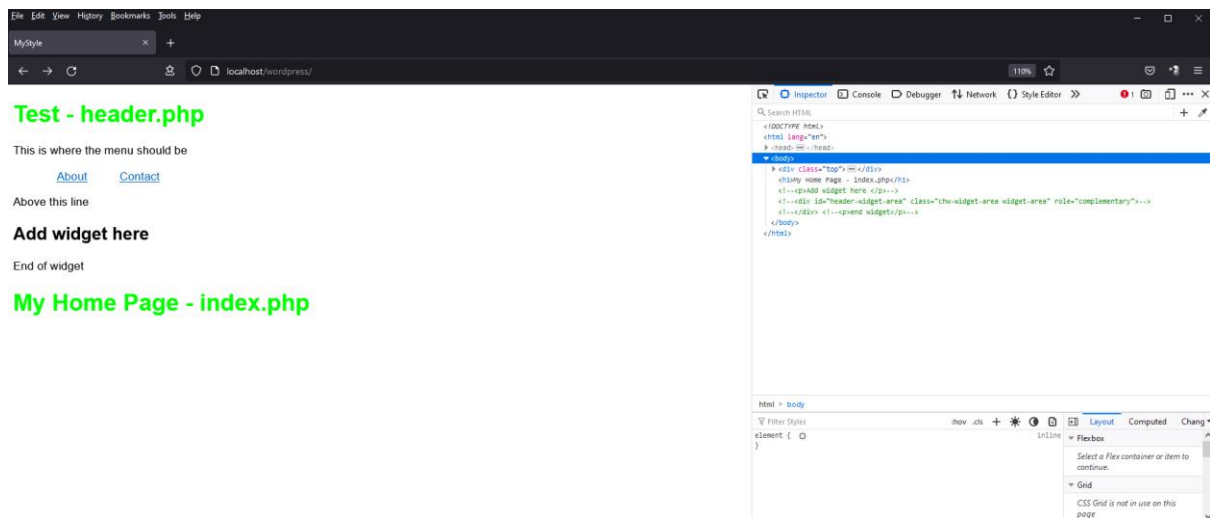 File Edit View History Bookmarks Tools Help
MyStyle
localhost/wordpress/
110%
Test - header.php
This is where the menu should be
About Contact
Above this line
Add widget here
End of widget
My Home Page - index.php
Inspector Console Debugger Network {} Style Editor
1
Search HTML
<!DOCTYPE html>
<html lang="en">
<head> </head>
<body>
<div class="top"> </div>
<h1>My Home Page - index.php</h1>
<!--<p>Add widget here </p>-->
<!--<div id="header-widget-area" class="chw-widget-area widget-area" role="complementary">-->
<!--</div> <!--<p>end widget</p>-->
</body>
</html>
html > body
Filter Styles
:hov .cls +
Layout Computed Chang
element {
inline
}
Flexbox
Select a Flex container or item to
continue.
Grid
CSS Grid is not in use on this
page